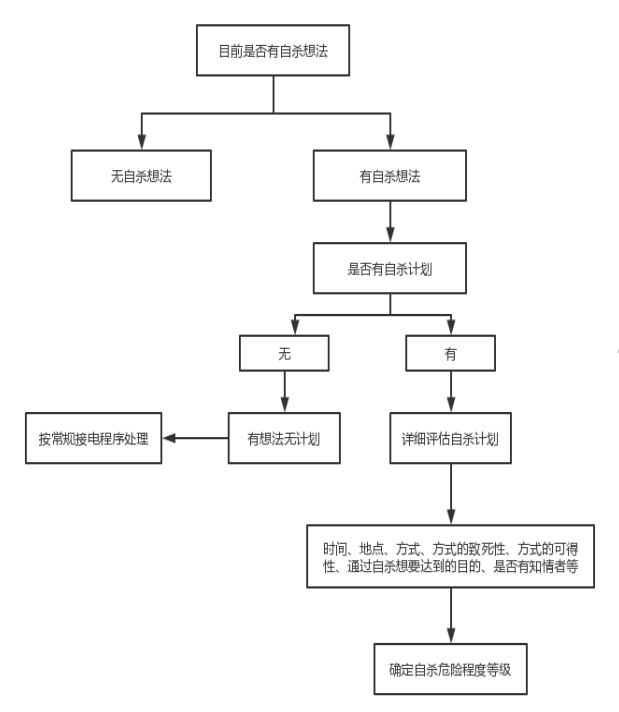 目前是否有自杀想法
无自杀想法
有自杀想法
是否有自杀计划
无
有
按常规接电程序处理
有想法无计划
详细评估自杀计划
时间、地点、方式、方式的致死性、方式的可得
性、通过自杀想要达到的目的、是否有知情者等
确定自杀危险程度等级